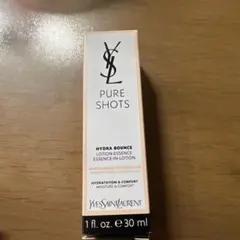 YSL
PURE
SHOTS
HYDRA BOUNCE
LOTION-ESSENCE
ESSENCE-IN-LOTION
HYDRATATION & CONFORT
MOISTURE & COMFORT
YVESSAINTLAURENT
1 fl. oz. ℮ 30 ml